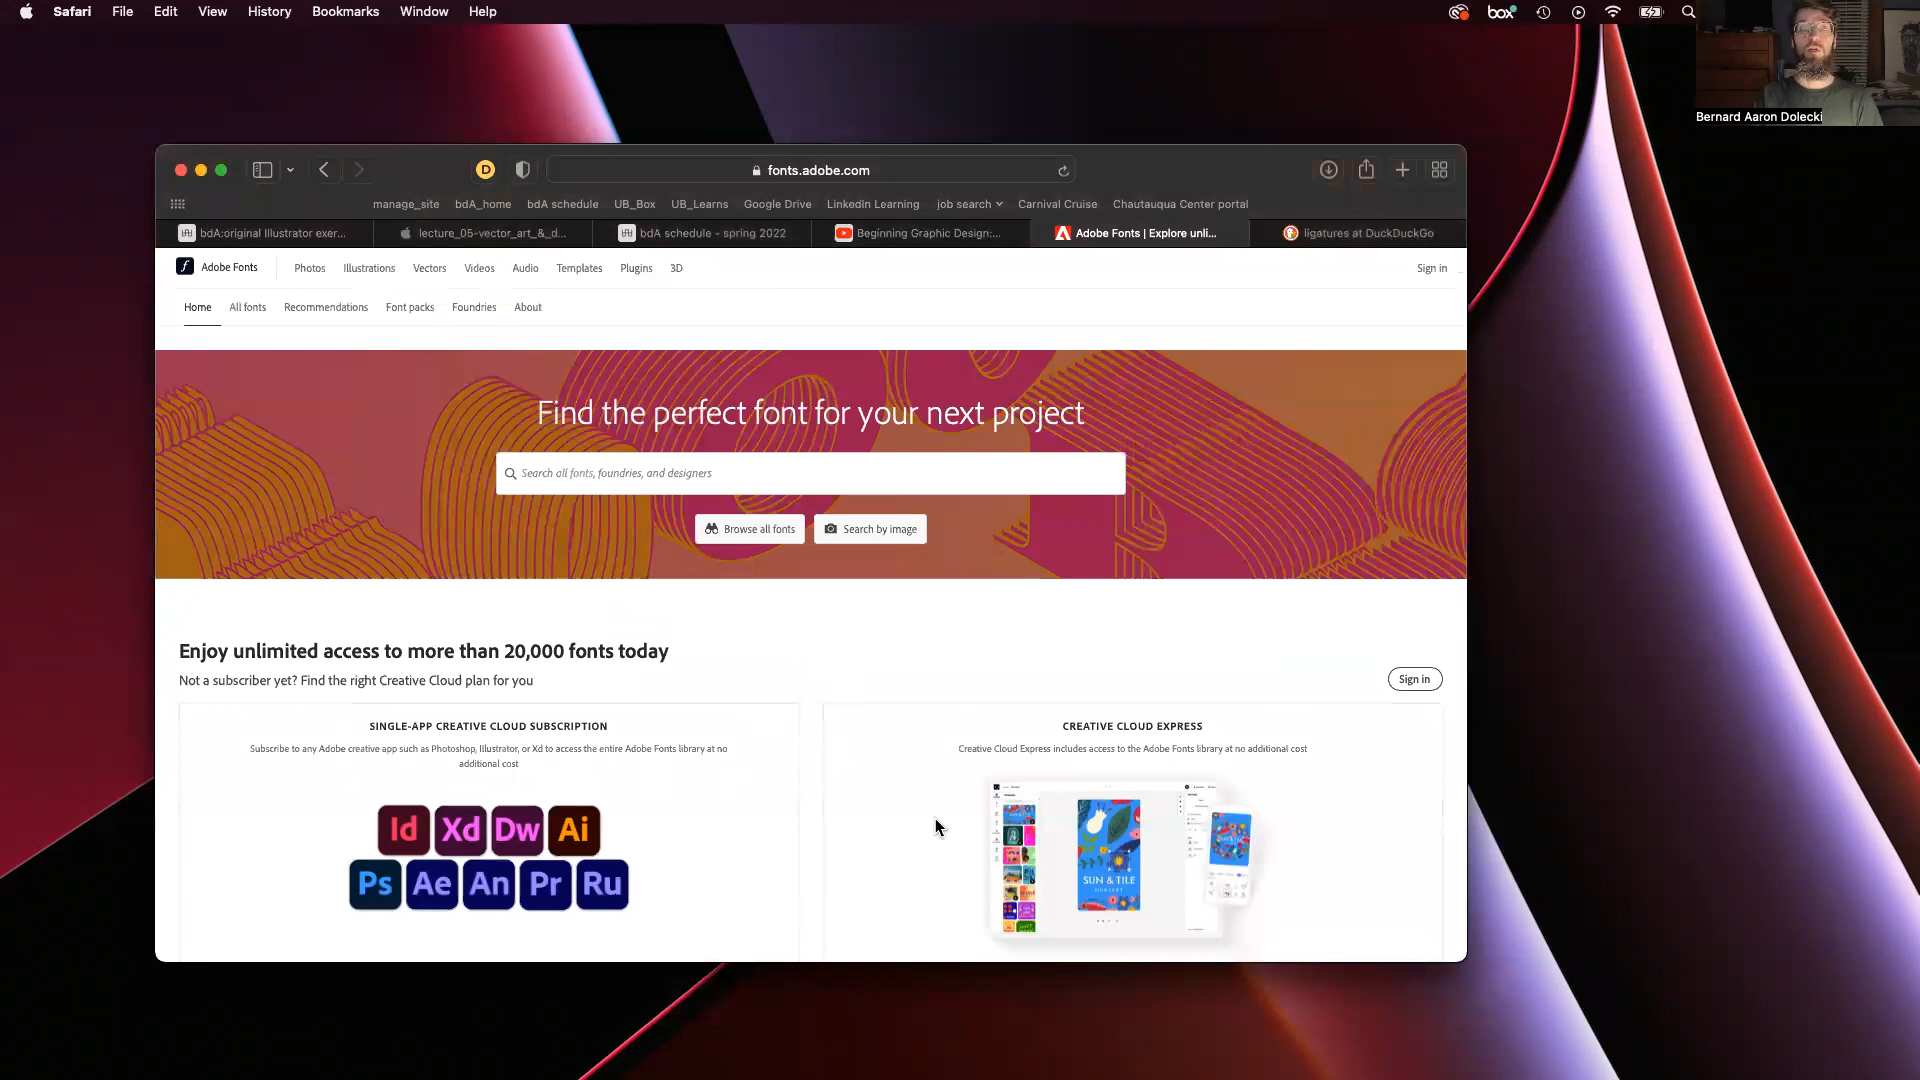 Safari File Edit View History Bookmarks Window Help
box
Bernard Aaron Dolecki
D
fonts.adobe.com
manage_site bdA_home bdA schedule UB_Box UB_Learns Google Drive LinkedIn Learning job search Carnival Cruise Chautauqua Center portal
bdA:original Illustrator exer... lecture_05-vector_art_&_d... bdA schedule - spring 2022 Beginning Graphic Design:... Adobe Fonts | Explore unli... ligatures at DuckDuckGo
f Adobe Fonts Photos Illustrations Vectors Videos Audio Templates Plugins 3D Sign in
Home All fonts Recommendations Font packs Foundries About
Find the perfect font for your next project
Search all fonts, foundries, and designers
Browse all fonts Search by image
Enjoy unlimited access to more than 20,000 fonts today
Not a subscriber yet? Find the right Creative Cloud plan for you
Sign in
SINGLE-APP CREATIVE CLOUD SUBSCRIPTION
Subscribe to any Adobe creative app such as Photoshop, Illustrator, or Xd to access the entire Adobe Fonts library at no
additional cost
Id Xd Dw Ai
Ps Ae An Pr Ru
CREATIVE CLOUD EXPRESS
Creative Cloud Express includes access to the Adobe Fonts library at no additional cost
SUN & TILE